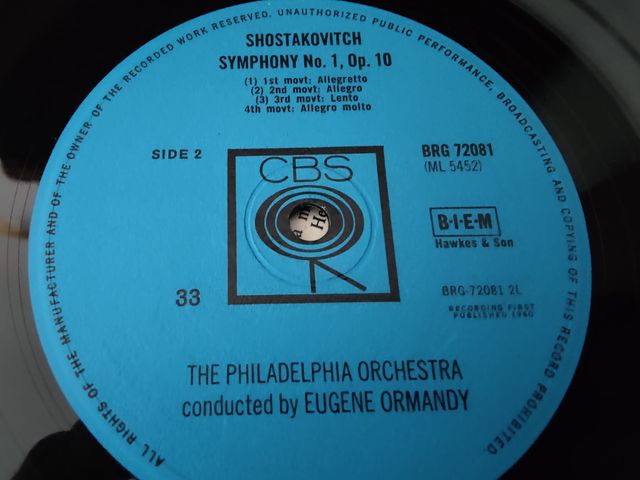 ALL RIGHTS OF THE MANUFACTURER AND OF THE OWNER OF THE RECORDED WORK RESERVED. UNAUTHORIZED PUBLIC PERFORMANCE, BROADCASTING AND COPYING OF THIS RECORD PROHIBITED.
SHOSTAKOVITCH
SYMPHONY No. 1, Op. 10
(1) 1st movt: Allegretto
(2) 2nd movt: Allegro
(3) 3rd movt: Lento
4th movt: Allegro molto
SIDE 2
BRG 72081
(ML 5452)
CBS
B·I·E·M
Hawkes & Son
33
BRG-72081 2L
RECORDING FIRST
PUBLISHED 1960
THE PHILADELPHIA ORCHESTRA
conducted by EUGENE ORMANDY